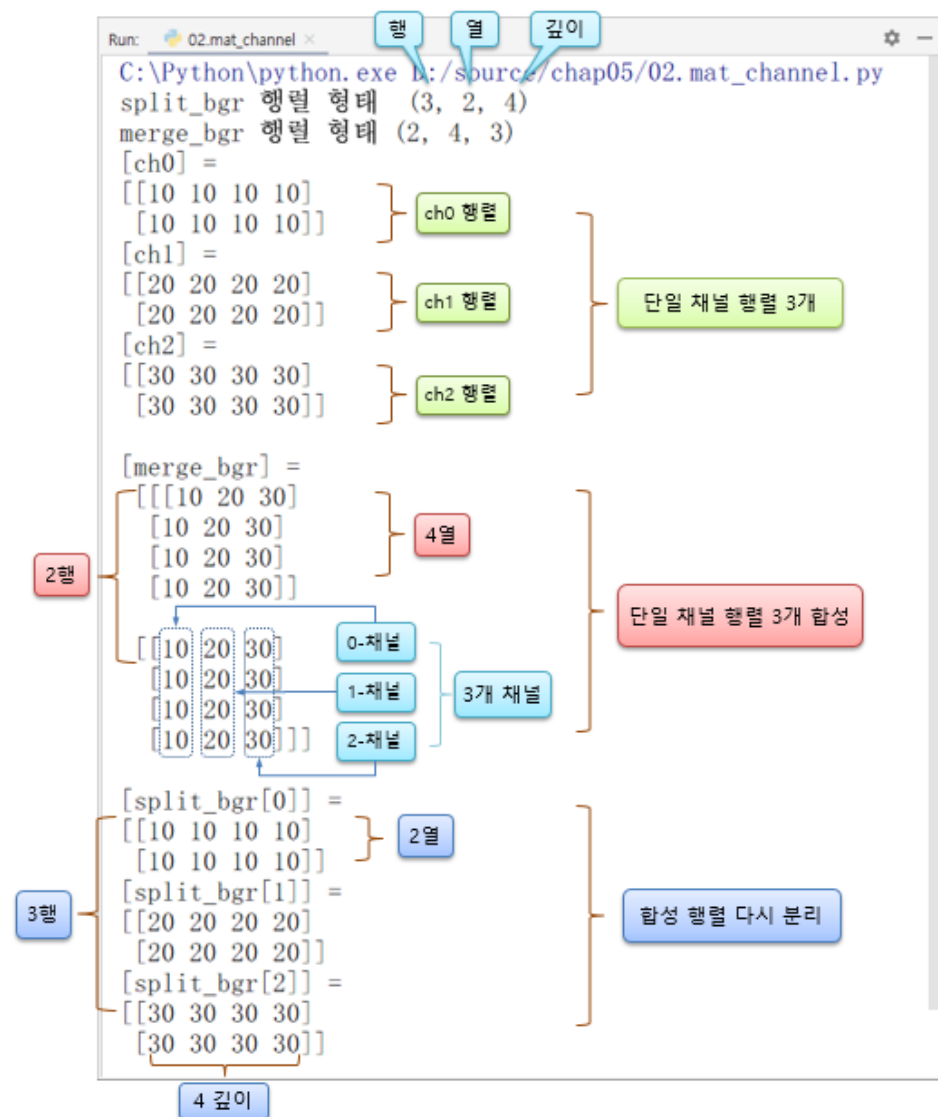 행 열 깊이
Run: 02.mat_channel ×
C:\Python\python.exe D:/source/chap05/02.mat_channel.py
split_bgr 행렬 형태 (3, 2, 4)
merge_bgr 행렬 형태 (2, 4, 3)
[ch0] =
[[10 10 10 10]
[10 10 10 10]]
ch0 행렬
[ch1] =
[[20 20 20 20]
[20 20 20 20]]
ch1 행렬
단일 채널 행렬 3개
[ch2] =
[[30 30 30 30]
[30 30 30 30]]
ch2 행렬
[merge_bgr] =
[[[10 20 30]
[10 20 30]
[10 20 30]
[10 20 30]]
4열
2행
단일 채널 행렬 3개 합성
[[10 20 30]
[10 20 30]
[10 20 30]
[10 20 30]]]
0-채널
1-채널
2-채널
3개 채널
[split_bgr[0]] =
[[10 10 10 10]
[10 10 10 10]]
2열
[split_bgr[1]] =
3행
[[20 20 20 20]
[20 20 20 20]]
합성 행렬 다시 분리
[split_bgr[2]] =
[[30 30 30 30]
[30 30 30 30]]
4 깊이